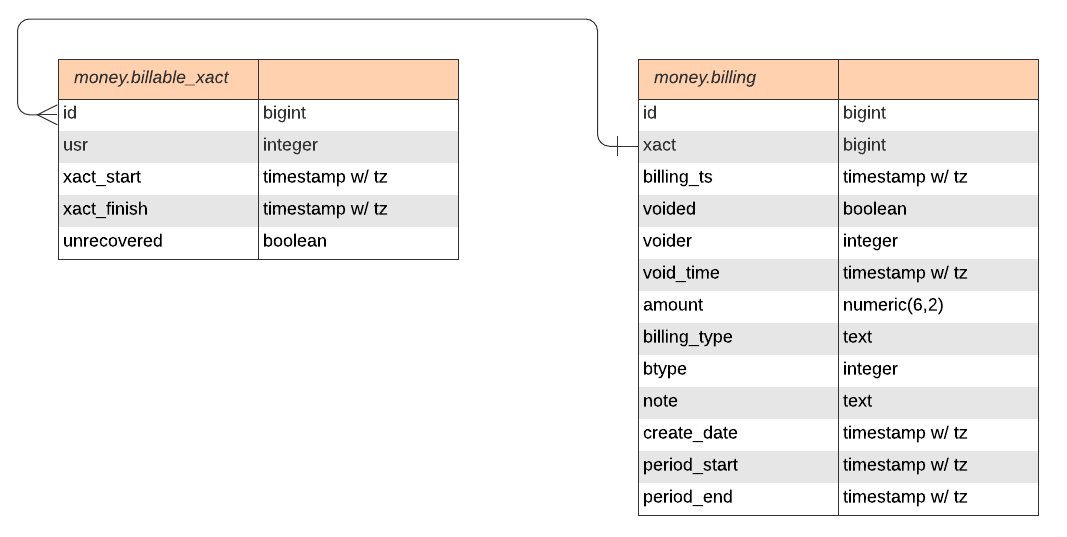 money.billable_xact
id bigint
usr integer
xact_start timestamp w/ tz
xact_finish timestamp w/ tz
unrecovered boolean
money.billing
id bigint
xact bigint
billing_ts timestamp w/ tz
voided boolean
voider integer
void_time timestamp w/ tz
amount numeric(6,2)
billing_type text
btype integer
note text
create_date timestamp w/ tz
period_start timestamp w/ tz
period_end timestamp w/ tz